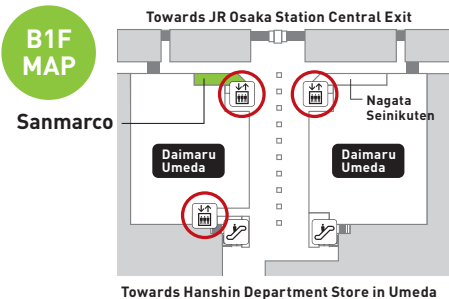 Towards JR Osaka Station Central Exit
B1F
MAP
Sanmarco
Nagata
Seinikuten
Daimaru
Umeda
Daimaru
Umeda
Towards Hanshin Department Store in Umeda